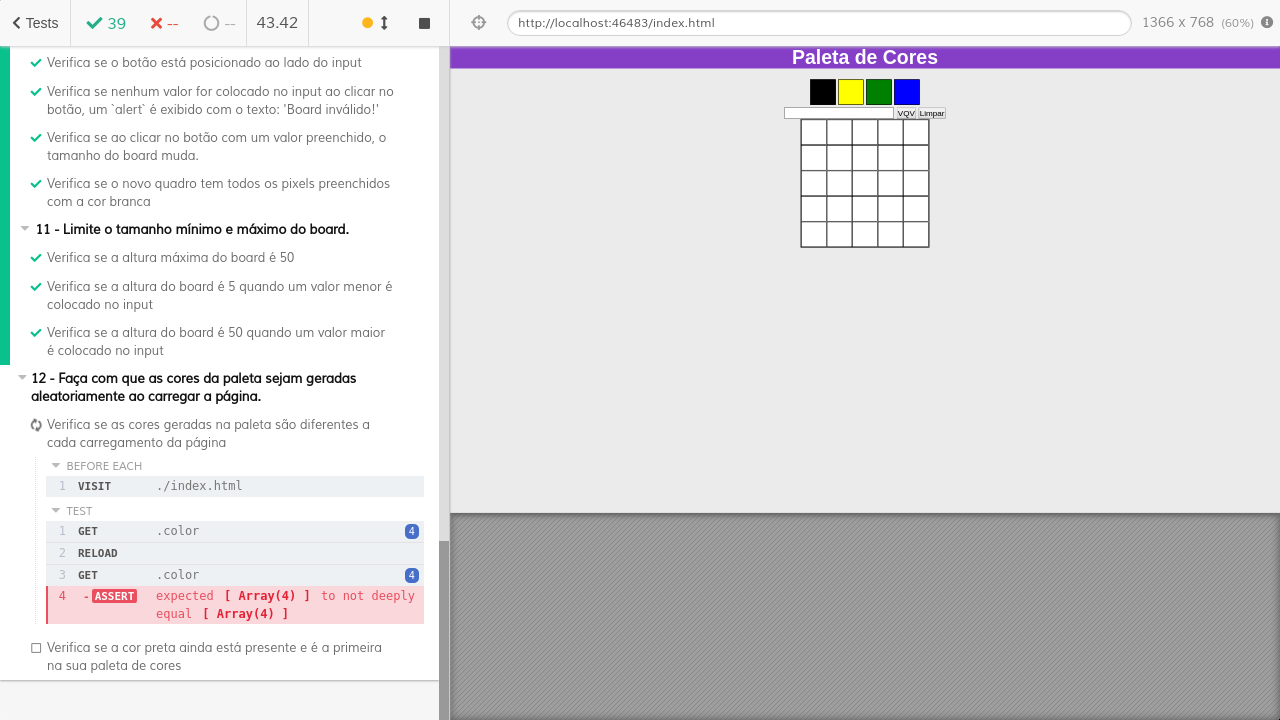 Tests
39
--
--
43.42
http://localhost:46483/index.html
1366 x 768 (60%)
Verifica se o botão está posicionado ao lado do input
Verifica se nenhum valor for colocado no input ao clicar no
botão, um `alert` é exibido com o texto: 'Board inválido!'
Verifica se ao clicar no botão com um valor preenchido, o
tamanho do board muda.
Verifica se o novo quadro tem todos os pixels preenchidos
com a cor branca
11 - Limite o tamanho mínimo e máximo do board.
Verifica se a altura máxima do board é 50
Verifica se a altura do board é 5 quando um valor menor é
colocado no input
Verifica se a altura do board é 50 quando um valor maior
é colocado no input
12 - Faça com que as cores da paleta sejam geradas
aleatoriamente ao carregar a página.
Verifica se as cores geradas na paleta são diferentes a
cada carregamento da página
BEFORE EACH
1 VISIT ./index.html
TEST
1 GET .color 4
2 RELOAD
3 GET .color 4
4 -ASSERT expected [ Array(4) ] to not deeply
equal [ Array(4) ]
Verifica se a cor preta ainda está presente e é a primeira
na sua paleta de cores
Paleta de Cores
VQV Limpar